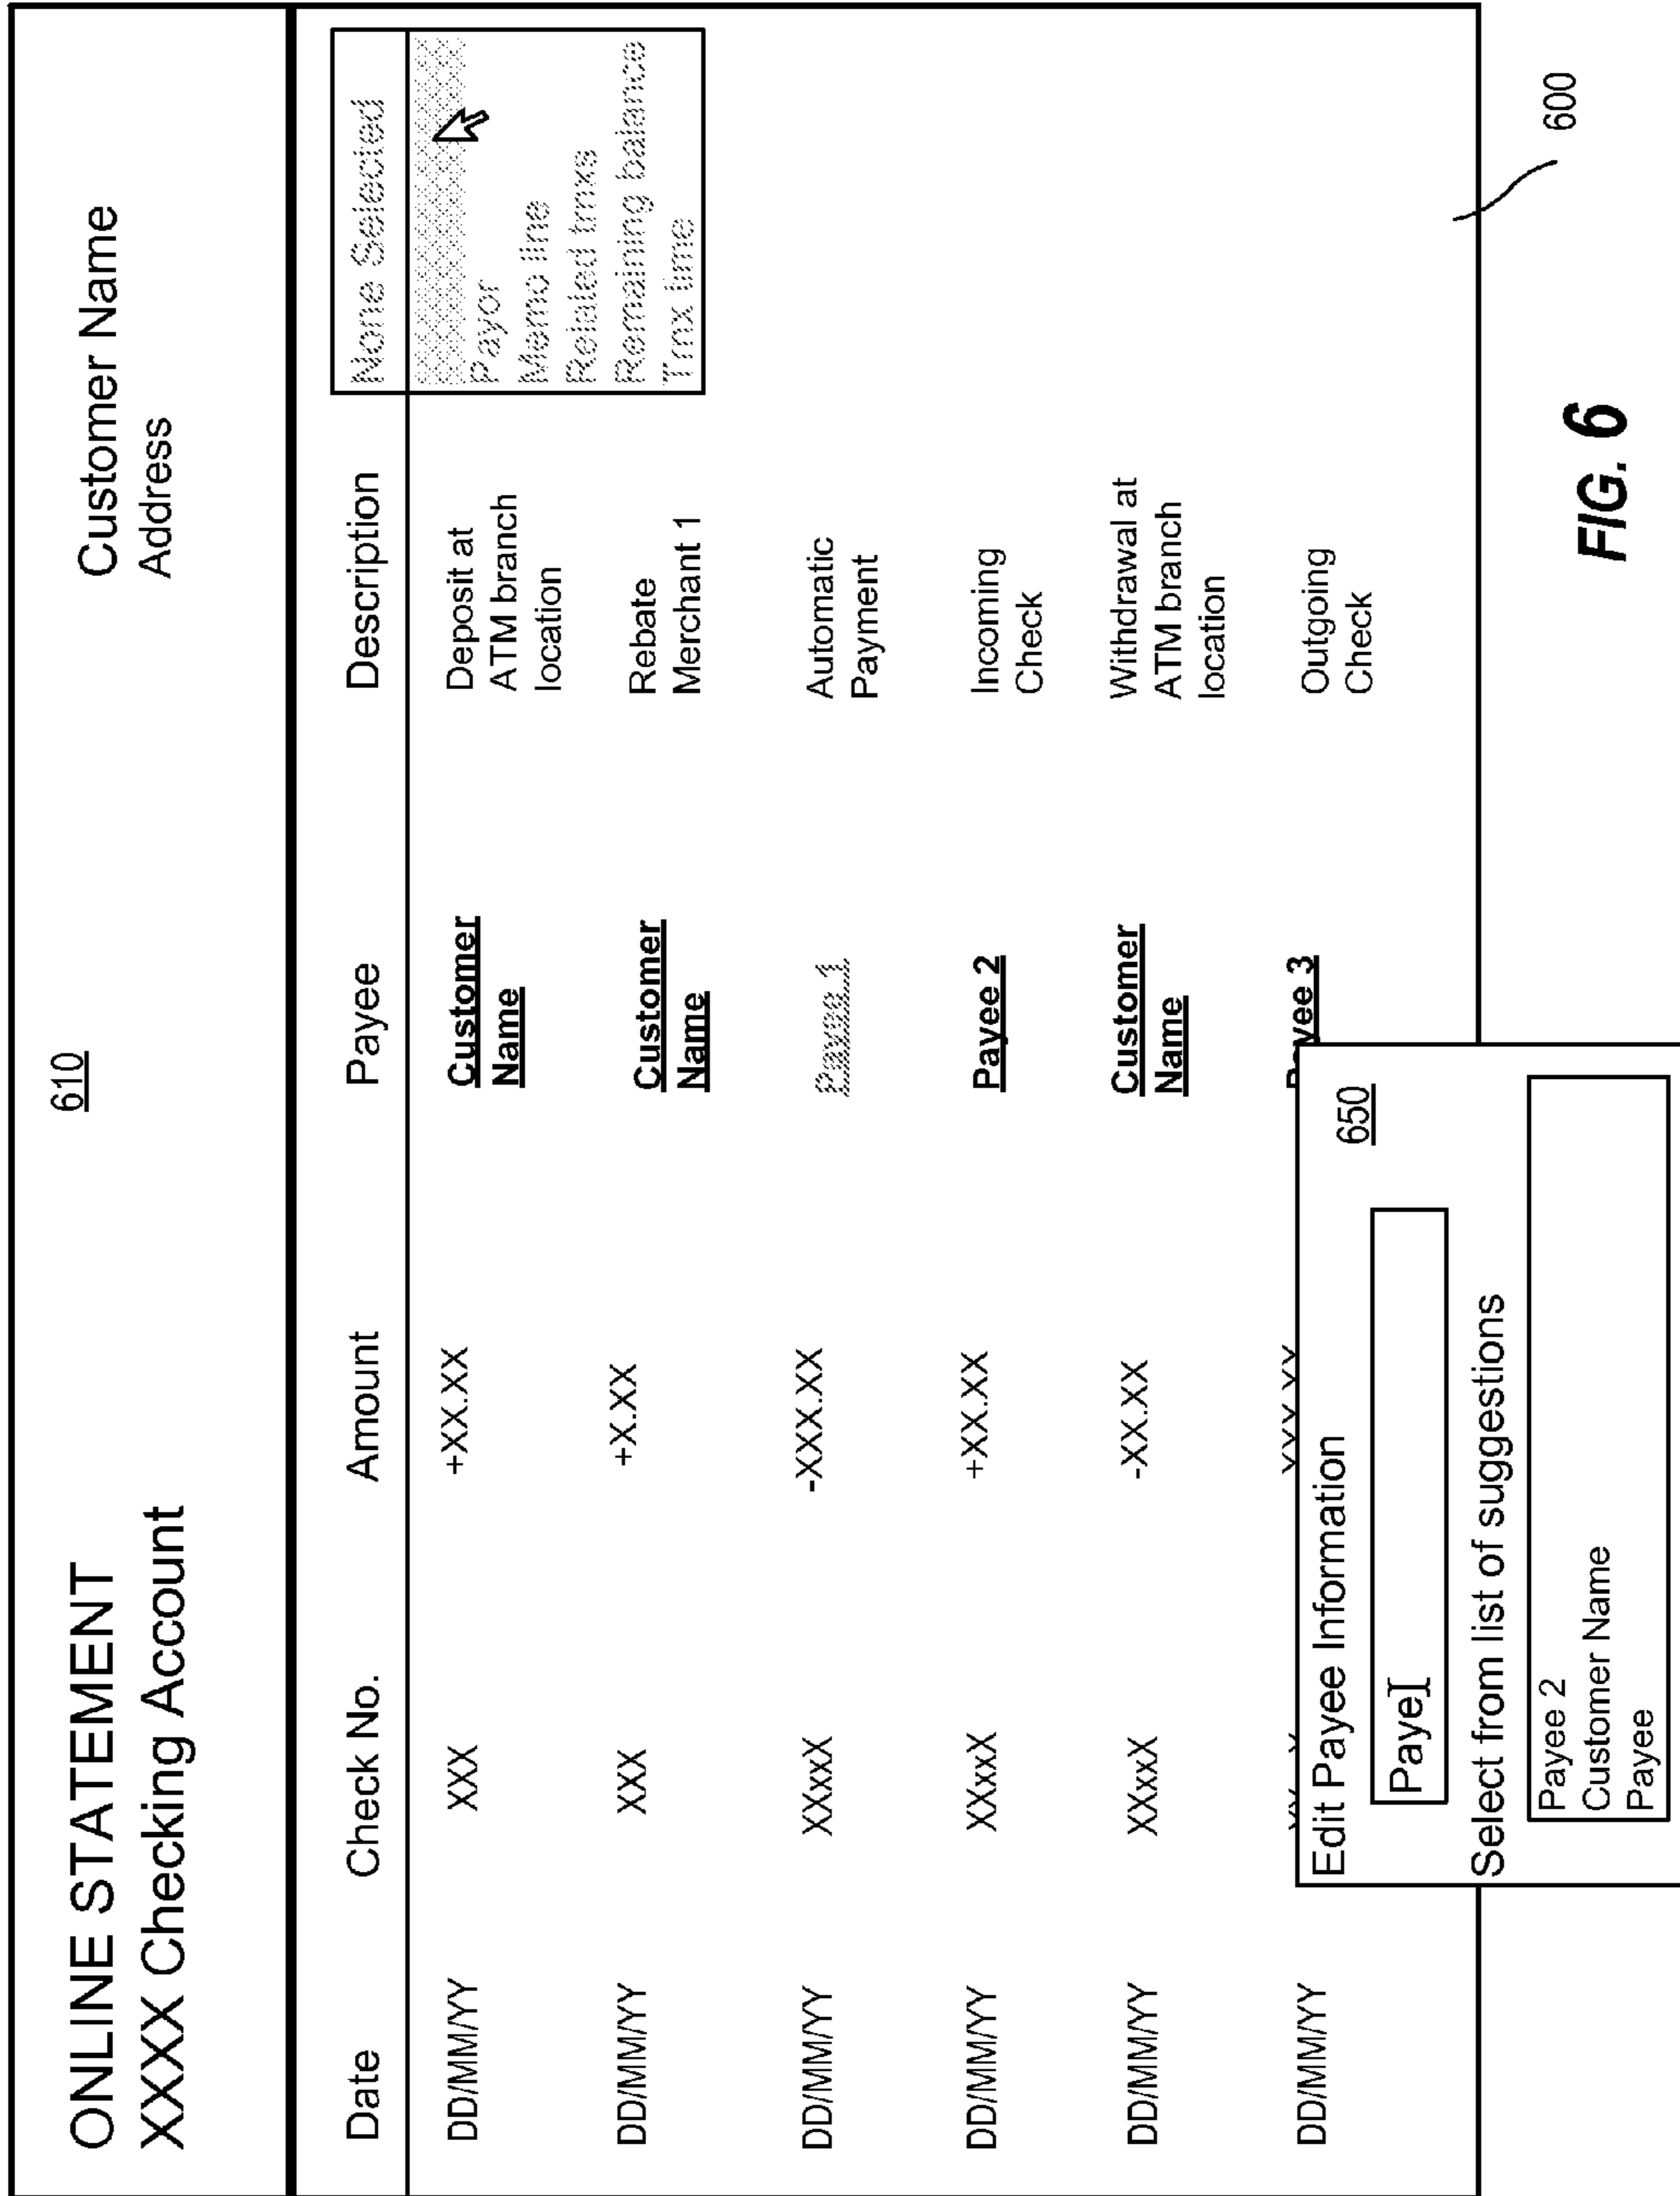 ONLINE STATEMENT
XXXX Checking Account
610
Customer Name
Address
Date Check No. Amount Payee Description None Selected
Payor
Memo line
Related trnxs
Remaining balance
Trnx time
DD/MM/YY XXX +XX.XX Customer Name Deposit at
ATM branch
location
DD/MM/YY XXX +X.XX Customer Name Rebate
Merchant 1
DD/MM/YY XXxxX -XXX.XX Payee 1 Automatic
Payment
DD/MM/YY XXxxX +XX.XX Payee 2 Incoming
Check
DD/MM/YY XXxxX -XX.XX Customer Name Withdrawal at
ATM branch
location
DD/MM/YY Payee 3 Outgoing
Check
Edit Payee Information
650
Paye
Select from list of suggestions
Payee 2
Customer Name
Payee
600
FIG. 6